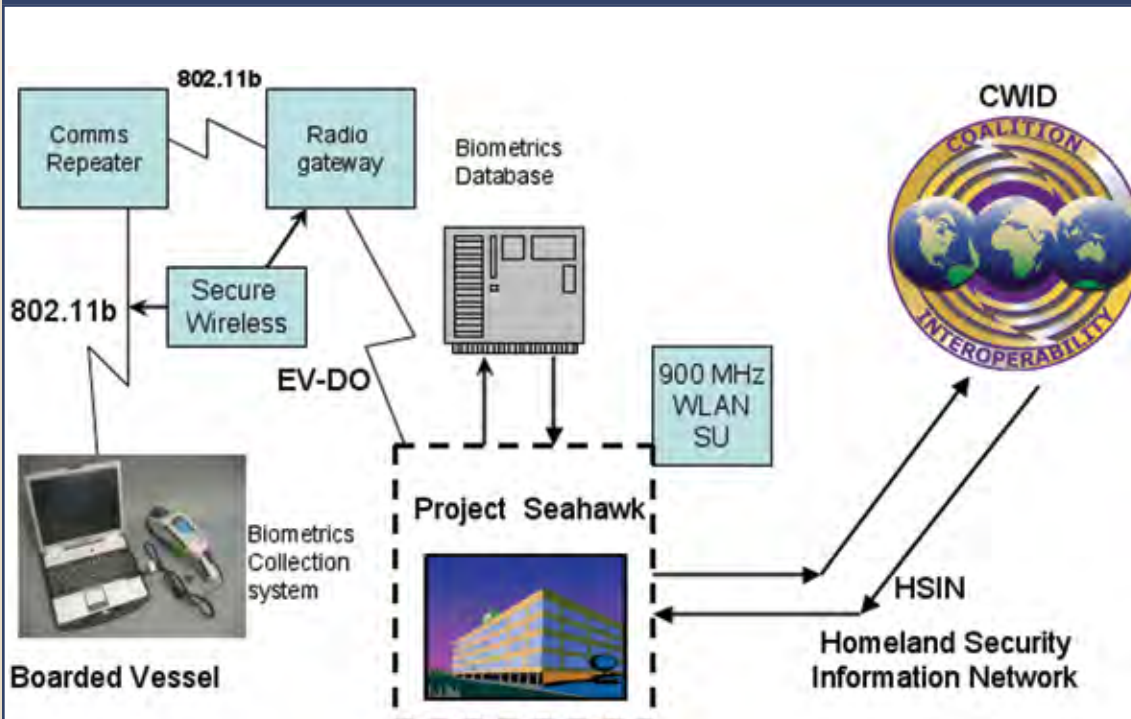 802.11b
Comms
Repeater
Radio
gateway
Biometrics
Database
CWID
COALITION
INTEROPERABILITY
Secure
Wireless
802.11b
EV-DO
900 MHz
WLAN
SU
Project Seahawk
Biometrics
Collection
system
Boarded Vessel
HSIN
Homeland Security
Information Network